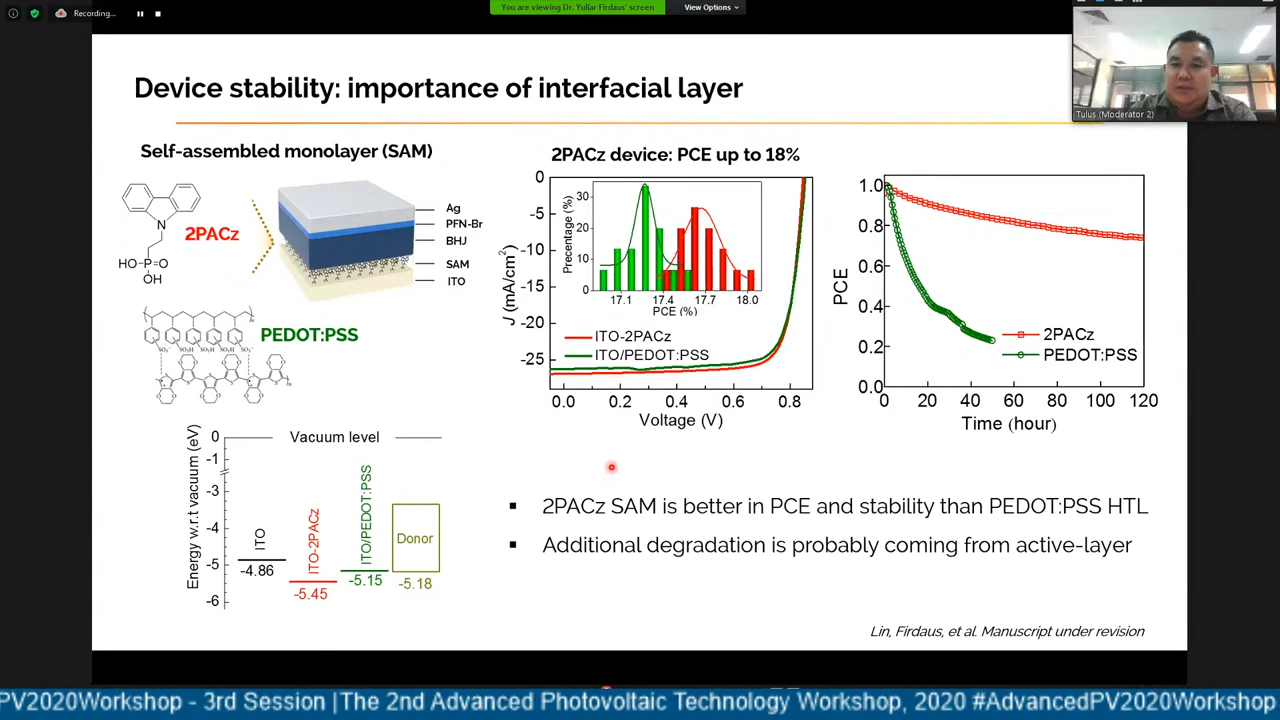 Recording...
You are viewing Dr. Yuliar Firdaus' screen
View Options
Tulus (Moderator 2)
Device stability: importance of interfacial layer
Self-assembled monolayer (SAM)
2PACz
N
HO-P=O
OH
Ag
PFN-Br
BHJ
SAM
ITO
PEDOT:PSS
Energy w.r.t vacuum (eV)
0
-1
-3
-4
-5
-6
Vacuum level
ITO
-4.86
ITO-2PACz
-5.45
ITO/PEDOT:PSS
-5.15
Donor
-5.18
2PACz device: PCE up to 18%
J (mA/cm²)
0
-5
-10
-15
-20
-25
Precentage (%)
30
20
10
0
17.1 17.4 17.7 18.0
PCE (%)
ITO-2PACz
ITO/PEDOT:PSS
0.0 0.2 0.4 0.6 0.8
Voltage (V)
PCE
1.0
0.8
0.6
0.4
0.2
0.0
2PACz
PEDOT:PSS
0 20 40 60 80 100 120
Time (hour)
▪ 2PACz SAM is better in PCE and stability than PEDOT:PSS HTL
▪ Additional degradation is probably coming from active-layer
Lin, Firdaus, et al. Manuscript under revision
PV2020Workshop - 3rd Session |The 2nd Advanced Photovoltaic Technology Workshop, 2020 #AdvancedPV2020Workshop